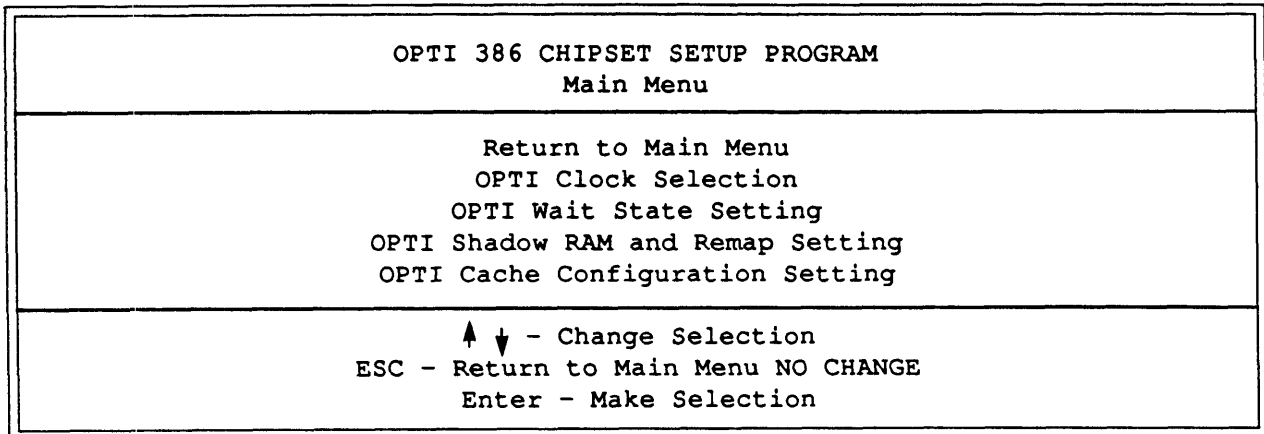 OPTI 386 CHIPSET SETUP PROGRAM
Main Menu
Return to Main Menu
OPTI Clock Selection
OPTI Wait State Setting
OPTI Shadow RAM and Remap Setting
OPTI Cache Configuration Setting
↑ ↓ - Change Selection
ESC - Return to Main Menu NO CHANGE
Enter - Make Selection